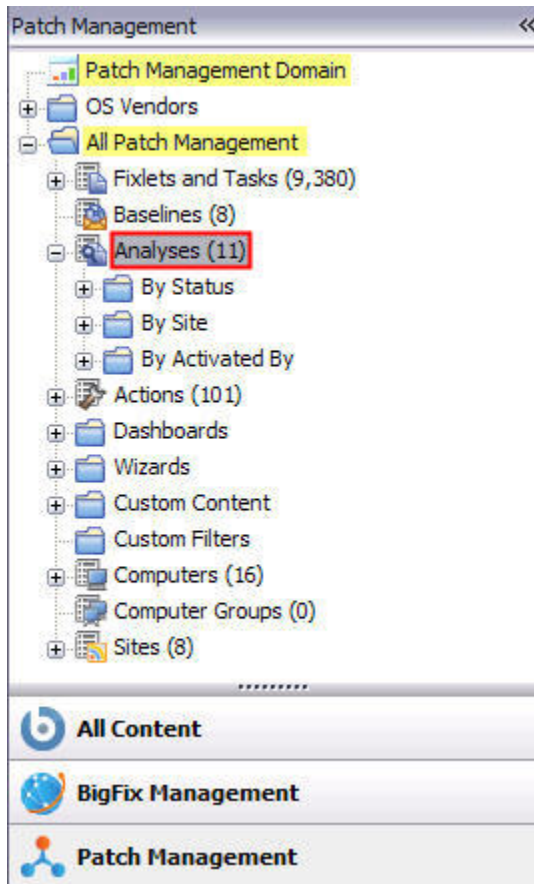 Patch Management
Patch Management Domain
OS Vendors
All Patch Management
Fixlets and Tasks (9,380)
Baselines (8)
Analyses (11)
By Status
By Site
By Activated By
Actions (101)
Dashboards
Wizards
Custom Content
Custom Filters
Computers (16)
Computer Groups (0)
Sites (8)
All Content
BigFix Management
Patch Management